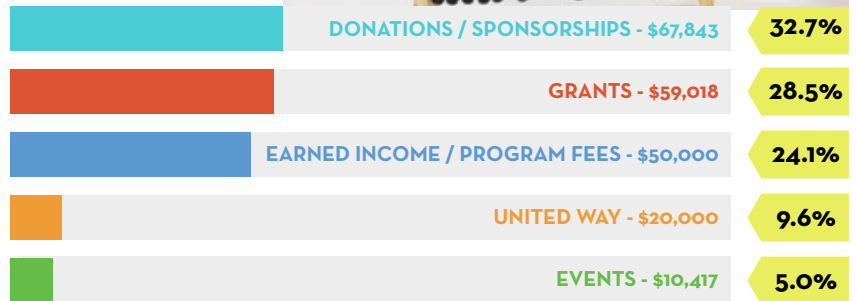 DONATIONS / SPONSORSHIPS - $67,843 32.7%
GRANTS - $59,018 28.5%
EARNED INCOME / PROGRAM FEES - $50,000 24.1%
UNITED WAY - $20,000 9.6%
EVENTS - $10,417 5.0%